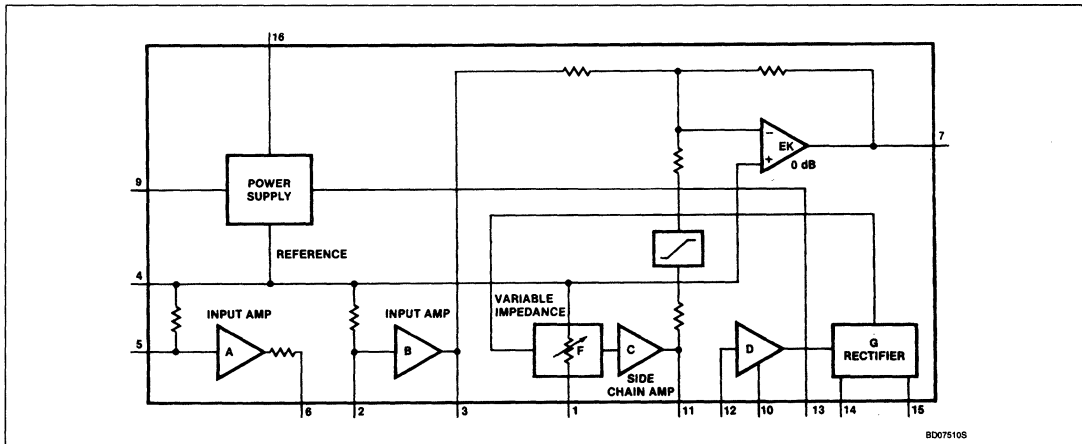 16
7
EK
0 dB
9
POWER
SUPPLY
REFERENCE
4
INPUT AMP
INPUT AMP
VARIABLE
IMPEDANCE
5
A
B
F
C
D
G
RECTIFIER
SIDE
CHAIN AMP
6
2
3
1
11
12
10
13
14
15
BD07510S